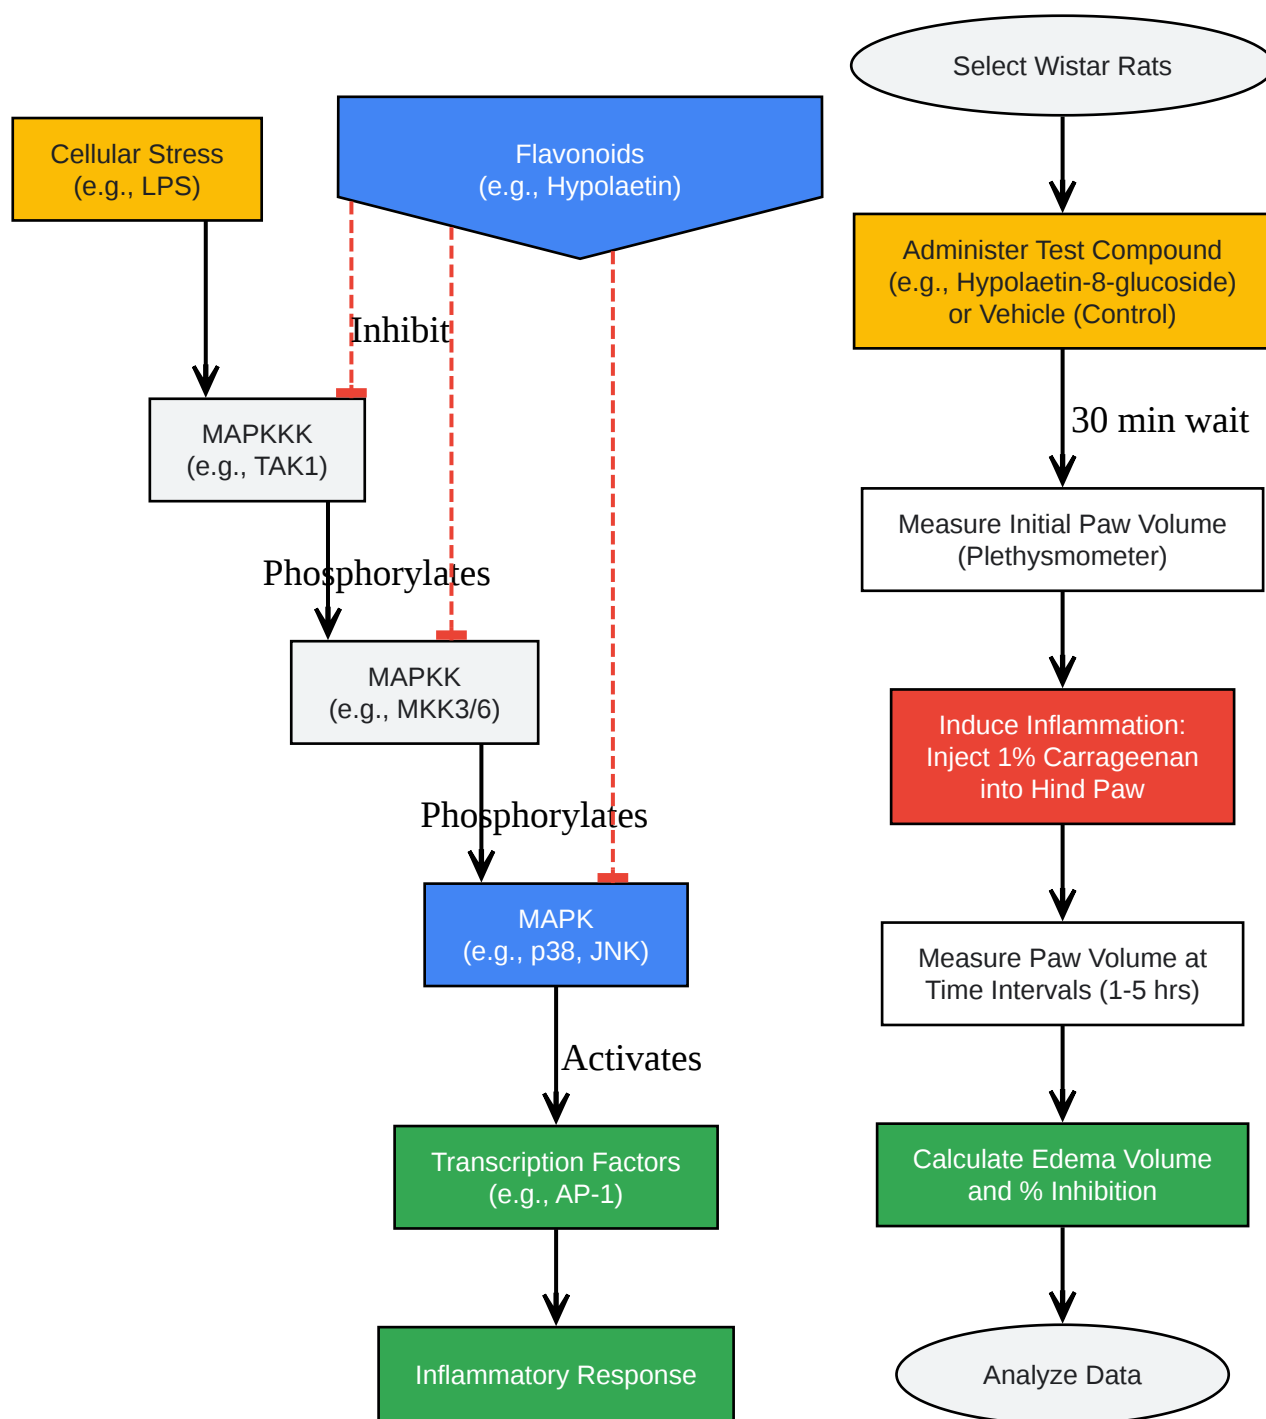 Cellular Stress
(e.g., LPS)
Flavonoids
(e.g., Hypolaetin)
Inhibit
MAPKKK
(e.g., TAK1)
Phosphorylates
MAPKK
(e.g., MKK3/6)
Phosphorylates
MAPK
(e.g., p38, JNK)
Activates
Transcription Factors
(e.g., AP-1)
Inflammatory Response
Select Wistar Rats
Administer Test Compound
(e.g., Hypolaetin-8-glucoside)
or Vehicle (Control)
30 min wait
Measure Initial Paw Volume
(Plethysmometer)
Induce Inflammation:
Inject 1% Carrageenan
into Hind Paw
Measure Paw Volume at
Time Intervals (1-5 hrs)
Calculate Edema Volume
and % Inhibition
Analyze Data